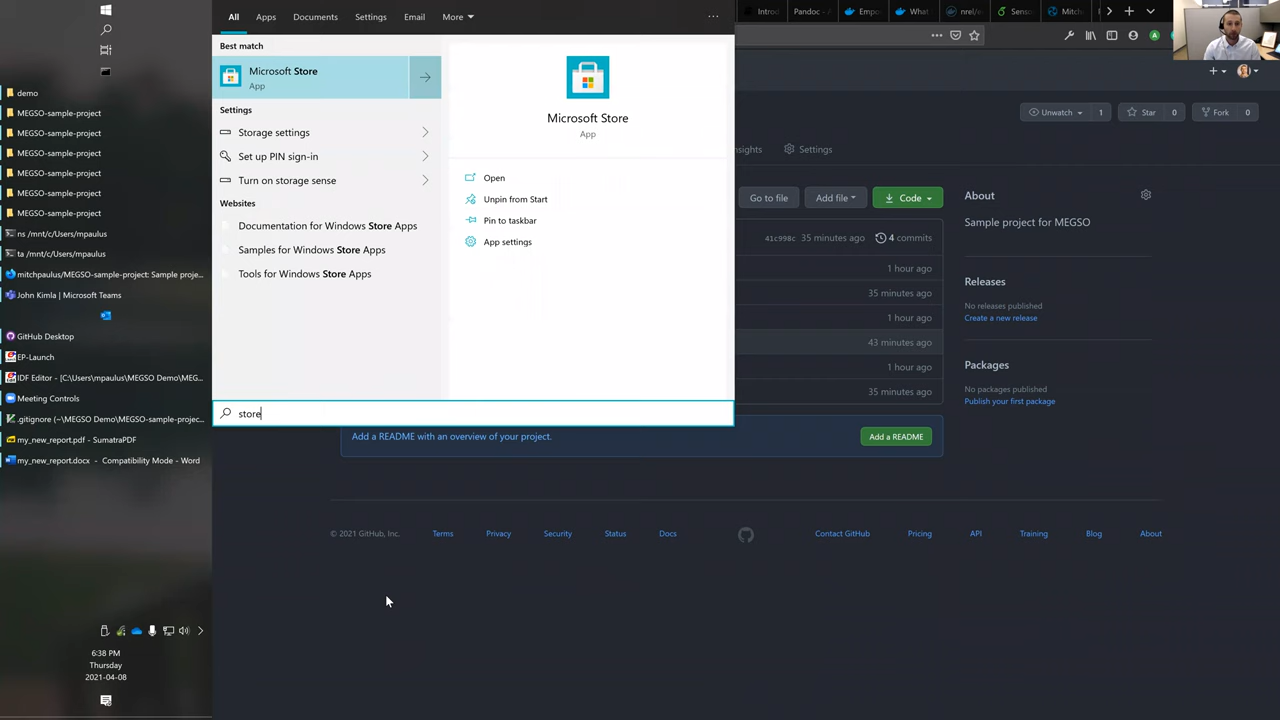 demo
MEGSO-sample-project
MEGSO-sample-project
MEGSO-sample-project
MEGSO-sample-project
MEGSO-sample-project
MEGSO-sample-project
ns /mnt/c/Users/mpaulus
ta /mnt/c/Users/mpaulus
mitchpaulus/MEGSO-sample-project: Sample proje...
John Kimla | Microsoft Teams
GitHub Desktop
EP-Launch
IDF Editor - [C:\Users\mpaulus\MEGSO Demo\MEG...
Meeting Controls
.gitignore (~\MEGSO Demo\MEGSO-sample-projec...
my_new_report.pdf - SumatraPDF
my_new_report.docx - Compatibility Mode - Word
6:38 PM
Thursday
2021-04-08
All Apps Documents Settings Email More ...
Best match
Microsoft Store
App
Settings
Storage settings
Set up PIN sign-in
Turn on storage sense
Websites
Documentation for Windows Store Apps
Samples for Windows Store Apps
Tools for Windows Store Apps
store
Microsoft Store
App
Open
Unpin from Start
Pin to taskbar
App settings
Introd Pandoc - A Empo What nrel/e Senso Mitche
Unwatch 1 Star 0 Fork 0
nsights Settings
Go to file Add file Code
41c998c 35 minutes ago 4 commits
1 hour ago
35 minutes ago
1 hour ago
43 minutes ago
1 hour ago
35 minutes ago
About
Sample project for MEGSO
Releases
No releases published
Create a new release
Packages
No packages published
Publish your first package
Add a README with an overview of your project. Add a README
© 2021 GitHub, Inc. Terms Privacy Security Status Docs Contact GitHub Pricing API Training Blog About